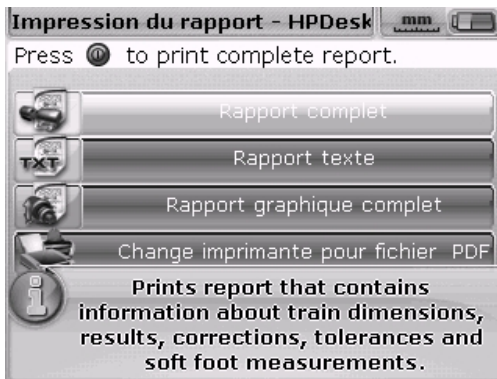 Impression du rapport - HPDesk mm
Press to print complete report.
Rapport complet
TXT Rapport texte
Rapport graphique complet
Change imprimante pour fichier PDF
Prints report that contains
information about train dimensions,
results, corrections, tolerances and
soft foot measurements.